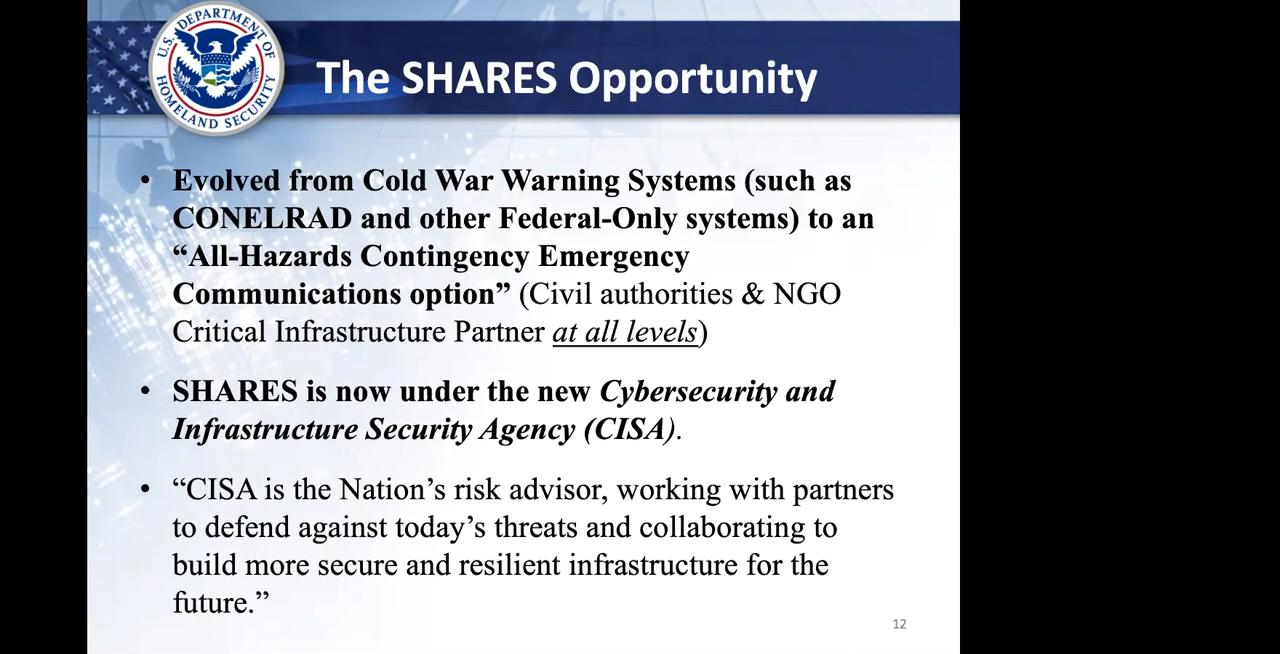 U.S. DEPARTMENT OF
HOMELAND SECURITY
The SHARES Opportunity
• Evolved from Cold War Warning Systems (such as
CONELRAD and other Federal-Only systems) to an
“All-Hazards Contingency Emergency
Communications option” (Civil authorities & NGO
Critical Infrastructure Partner at all levels)
• SHARES is now under the new Cybersecurity and
Infrastructure Security Agency (CISA).
• “CISA is the Nation’s risk advisor, working with partners
to defend against today’s threats and collaborating to
build more secure and resilient infrastructure for the
future.”
12